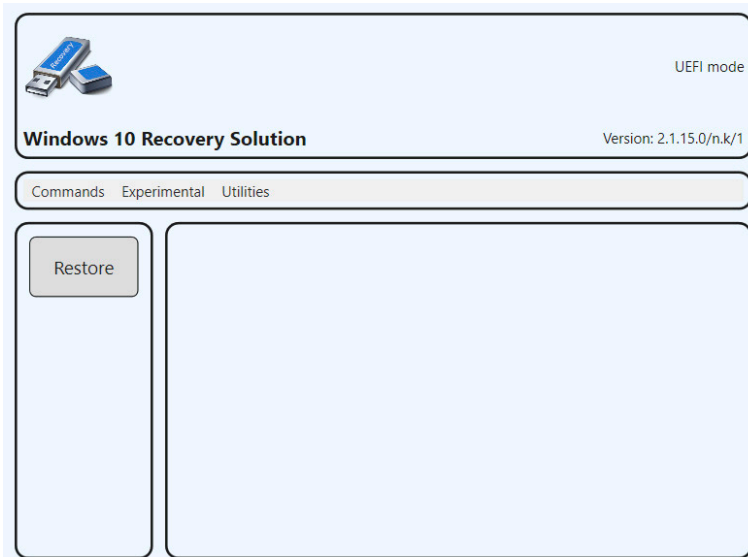 Recovery
UEFI mode
Windows 10 Recovery Solution
Version: 2.1.15.0/n.k/1
Commands Experimental Utilities
Restore